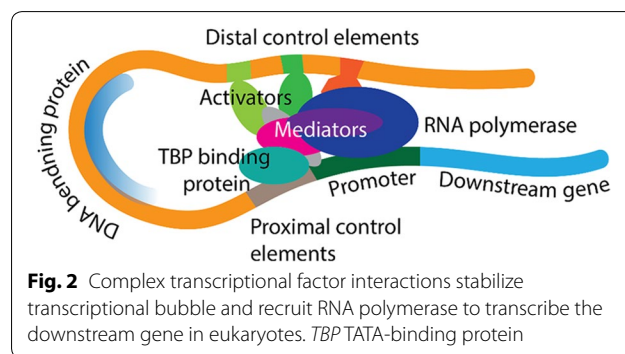 Distal control elements
DNA bendning protein
Activators
Mediators
RNA polymerase
TBP binding
protein
Promoter
Downstream gene
Proximal control
elements
Fig. 2 Complex transcriptional factor interactions stabilize
transcriptional bubble and recruit RNA polymerase to transcribe the
downstream gene in eukaryotes. TBP TATA-binding protein